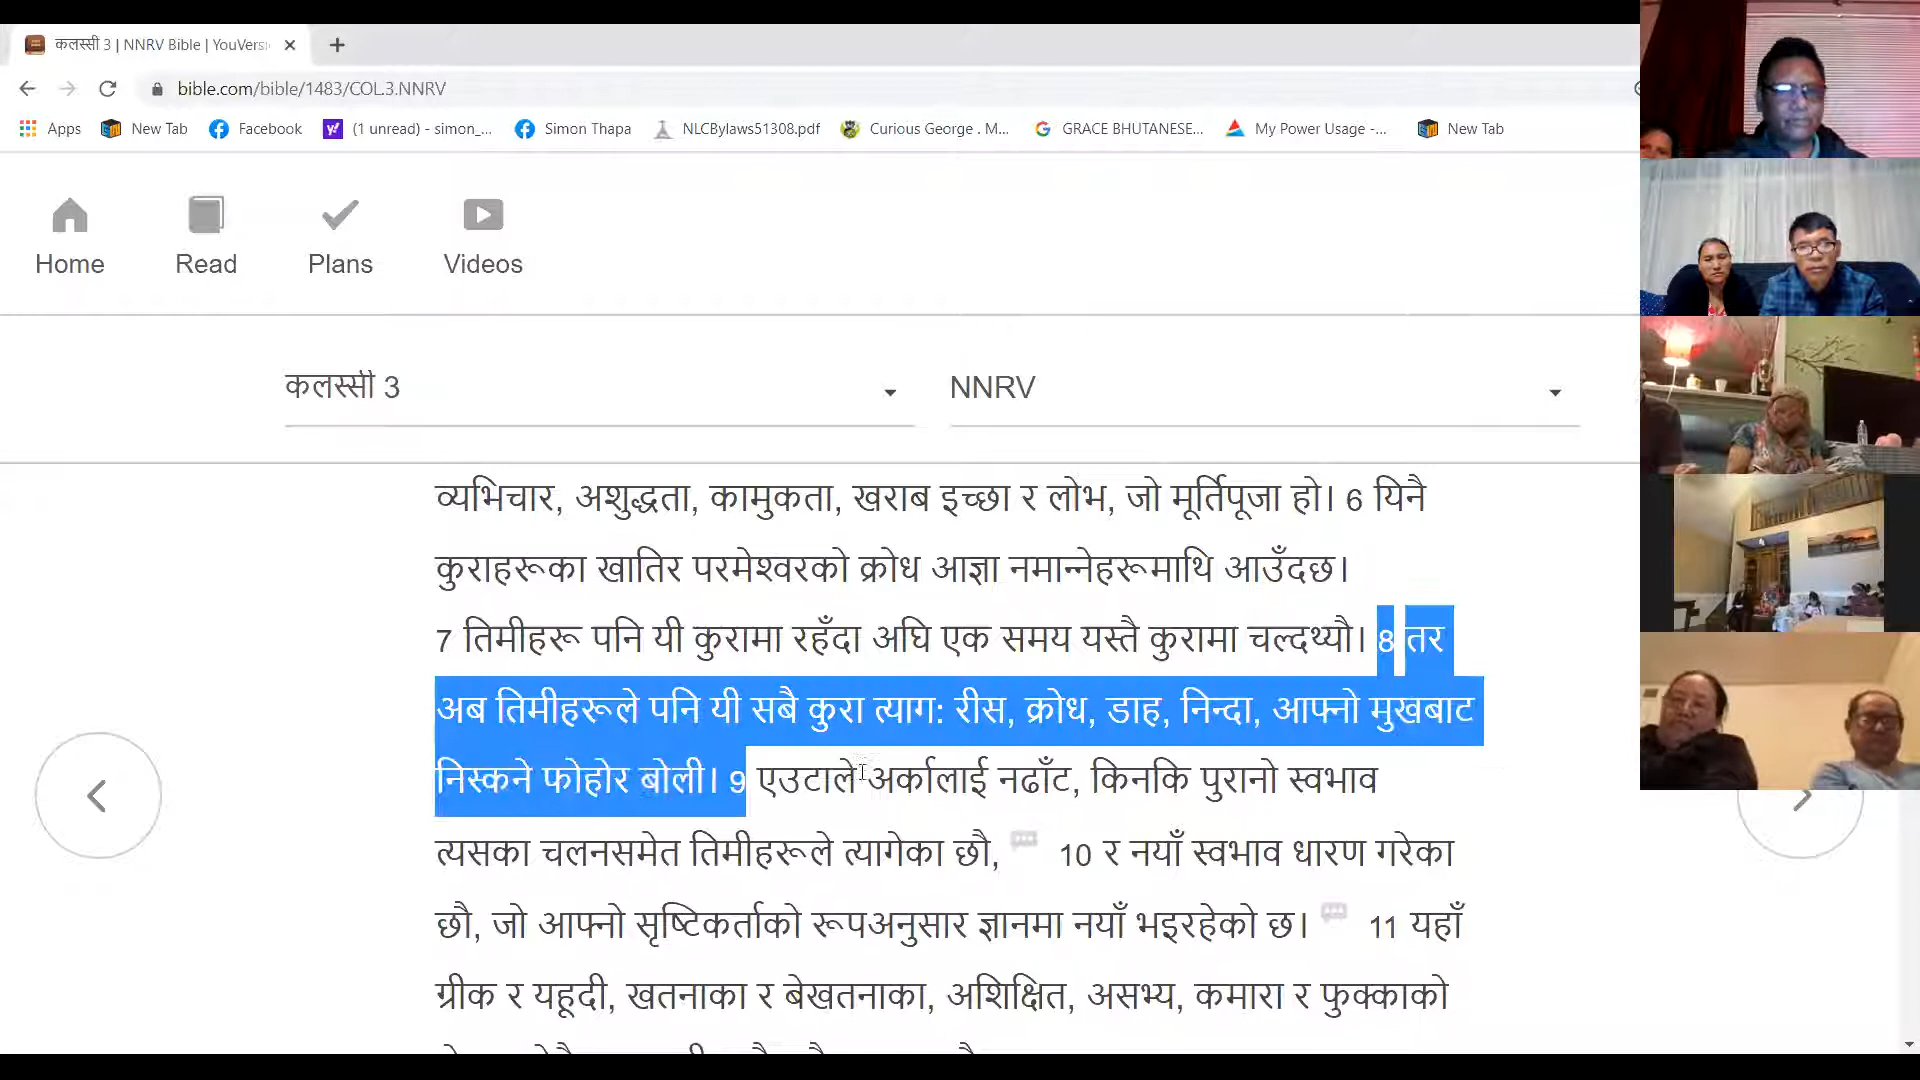 कलस्सी 3 | NNRV Bible | YouVersi
bible.com/bible/1483/COL.3.NNRV
Apps New Tab Facebook (1 unread) - simon_... Simon Thapa NLCBylaws51308.pdf Curious George . M... GRACE BHUTANESE... My Power Usage -... New Tab
Home Read Plans Videos
कलस्सी 3 NNRV
व्यभिचार, अशुद्धता, कामुकता, खराब इच्छा र लोभ, जो मूर्तिपूजा हो। 6 यिनै
कुराहरूका खातिर परमेश्वरको क्रोध आज्ञा नमान्नेहरूमाथि आउँदछ।
7 तिमीहरू पनि यी कुरामा रहँदा अघि एक समय यस्तै कुरामा चल्दथ्यौ। 8 तर
अब तिमीहरूले पनि यी सबै कुरा त्याग: रीस, क्रोध, डाह, निन्दा, आफ्नो मुखबाट
निस्कने फोहोर बोली। 9 एउटाले अर्कालाई नढाँट, किनकि पुरानो स्वभाव
त्यसका चलनसमेत तिमीहरूले त्यागेका छौ, 10 र नयाँ स्वभाव धारण गरेका
छौ, जो आफ्नो सृष्टिकर्ताको रूपअनुसार ज्ञानमा नयाँ भइरहेको छ। 11 यहाँ
ग्रीक र यहूदी, खतनाका र बेखतनाका, अशिक्षित, असभ्य, कमारा र फुक्काको